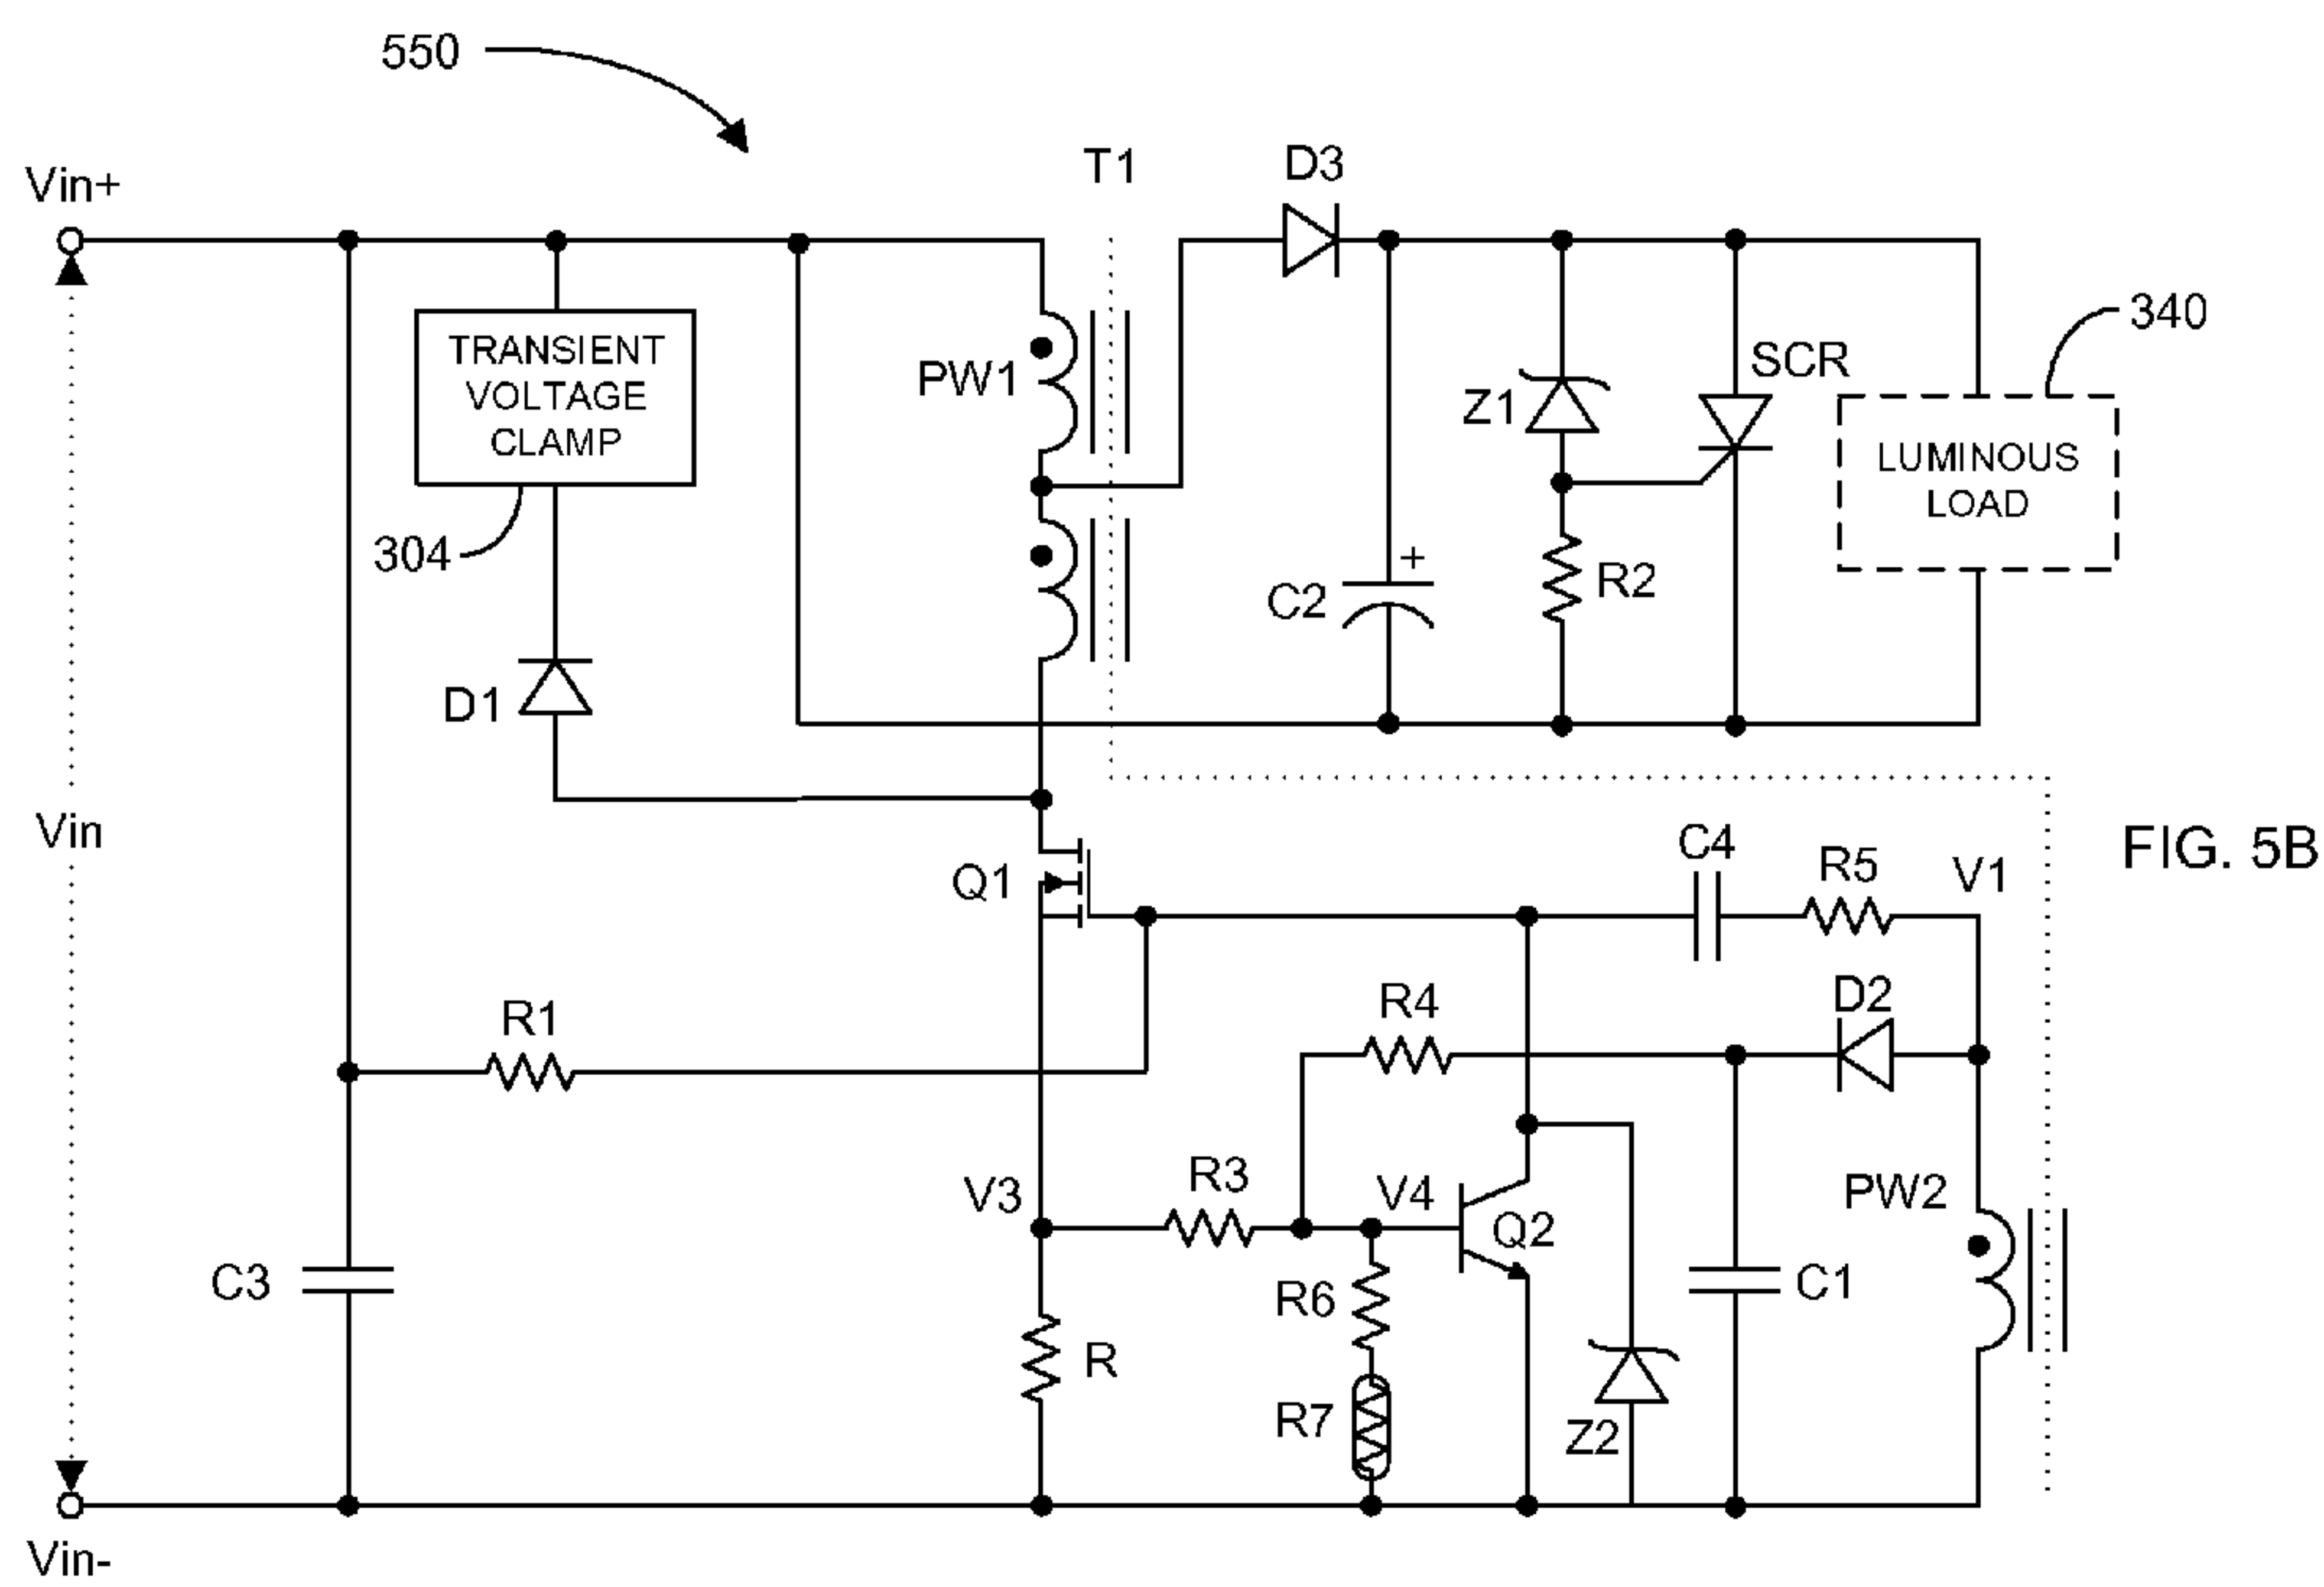 550
T1
D3
Vin+
TRANSIENT
VOLTAGE
CLAMP
PW1
Z1
SCR
340
LUMINOUS
LOAD
304
C2
+
R2
D1
Vin
Q1
C4
R5
V1
FIG. 5B
R1
R4
D2
V3
R3
V4
Q2
PW2
C3
R
R6
C1
R7
Z2
Vin-